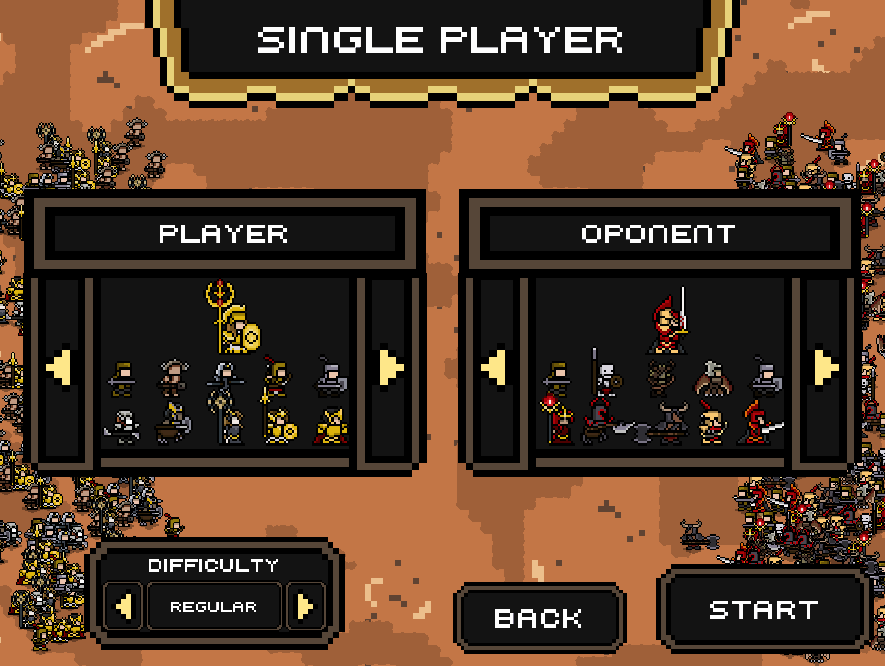 SINGLE PLAYER
PLAYER
OPONENT
DIFFICULTY
REGULAR
BACK
START